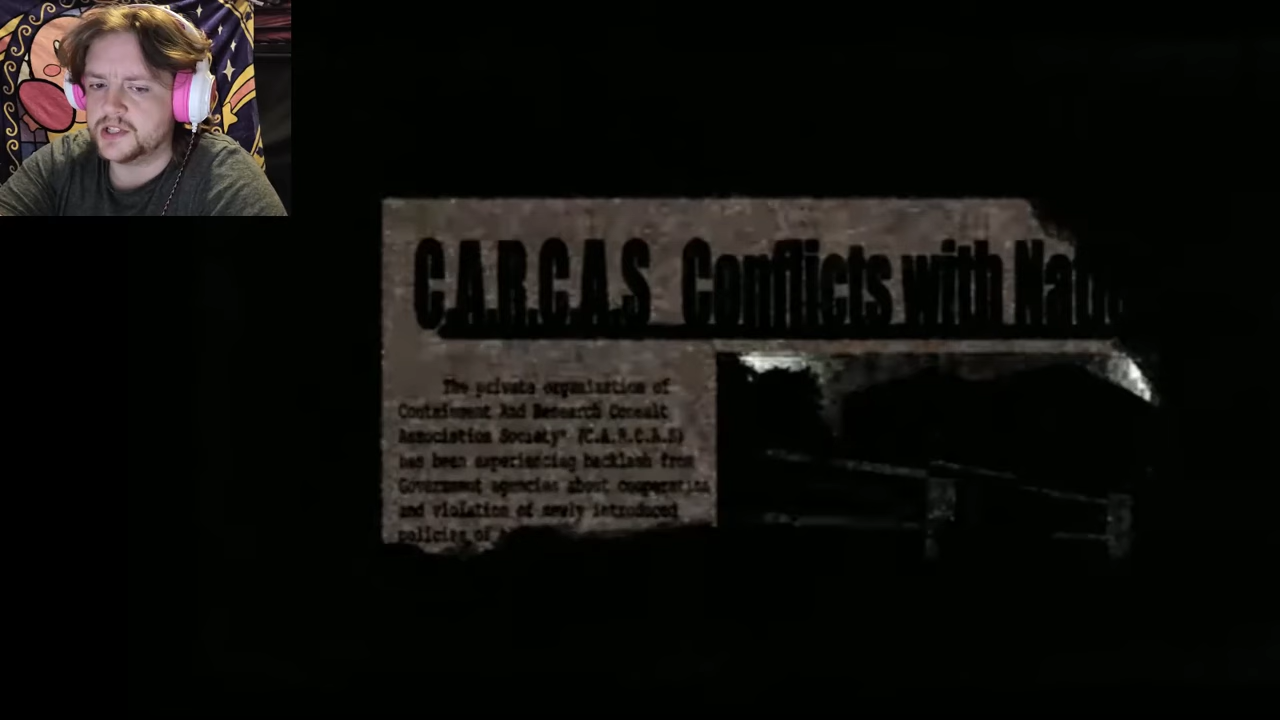 C.A.R.C.A.S Conflicts with
The private organization of
Containment And Research Consult
Association Society" (C.A.R.C.A.S)
has been experiencing backlash from
Government agencies about cooperation
and violation of newly introduced
policies of